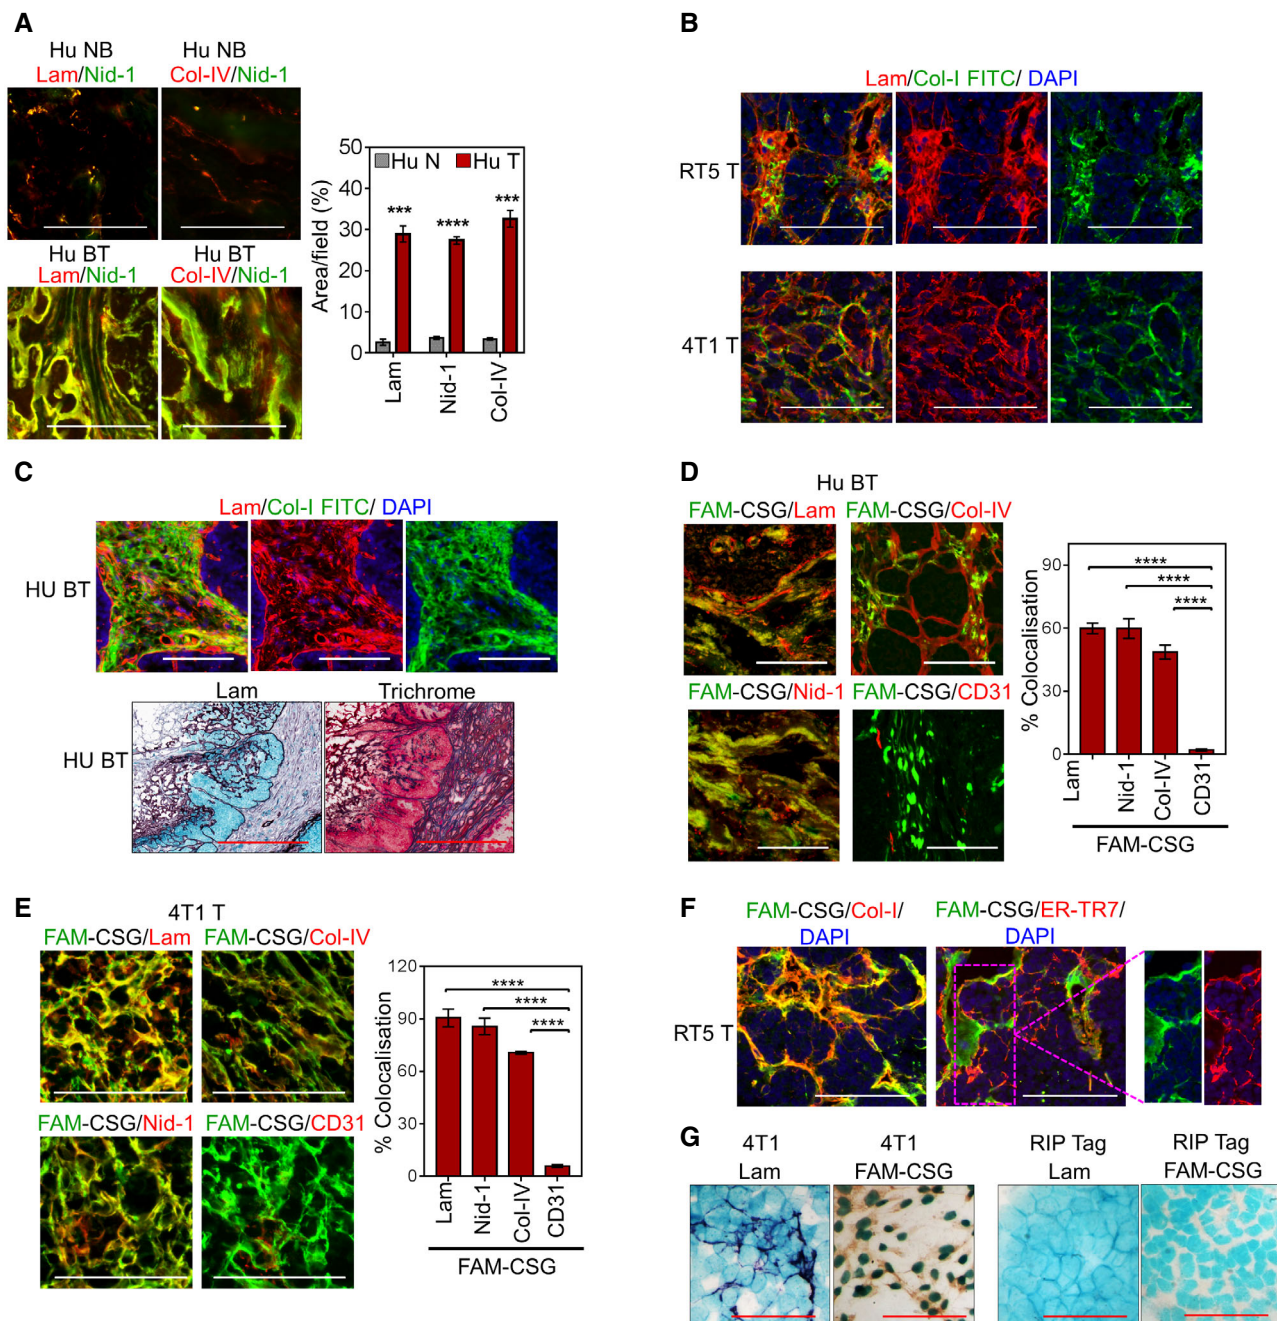 A
Hu NB
Lam/Nid-1
Hu NB
Col-IV/Nid-1
Hu BT
Lam/Nid-1
Hu BT
Col-IV/Nid-1
Area/field (%)
50
40
30
20
10
0
Hu N
Hu T
***
****
***
Lam
Nid-1
Col-IV
B
Lam/Col-I FITC/ DAPI
RT5 T
4T1 T
C
Lam/Col-I FITC/ DAPI
HU BT
Lam
Trichrome
HU BT
D
Hu BT
FAM-CSG/Lam
FAM-CSG/Col-IV
FAM-CSG/Nid-1
FAM-CSG/CD31
% Colocalisation
90
60
30
0
****
****
****
Lam
Nid-1
Col-IV
CD31
FAM-CSG
E
4T1 T
FAM-CSG/Lam
FAM-CSG/Col-IV
FAM-CSG/Nid-1
FAM-CSG/CD31
% Colocalisation
120
90
60
30
0
****
****
****
Lam
Nid-1
Col-IV
CD31
FAM-CSG
F
FAM-CSG/Col-I/
DAPI
FAM-CSG/ER-TR7/
DAPI
RT5 T
G
4T1
Lam
4T1
FAM-CSG
RIP Tag
Lam
RIP Tag
FAM-CSG